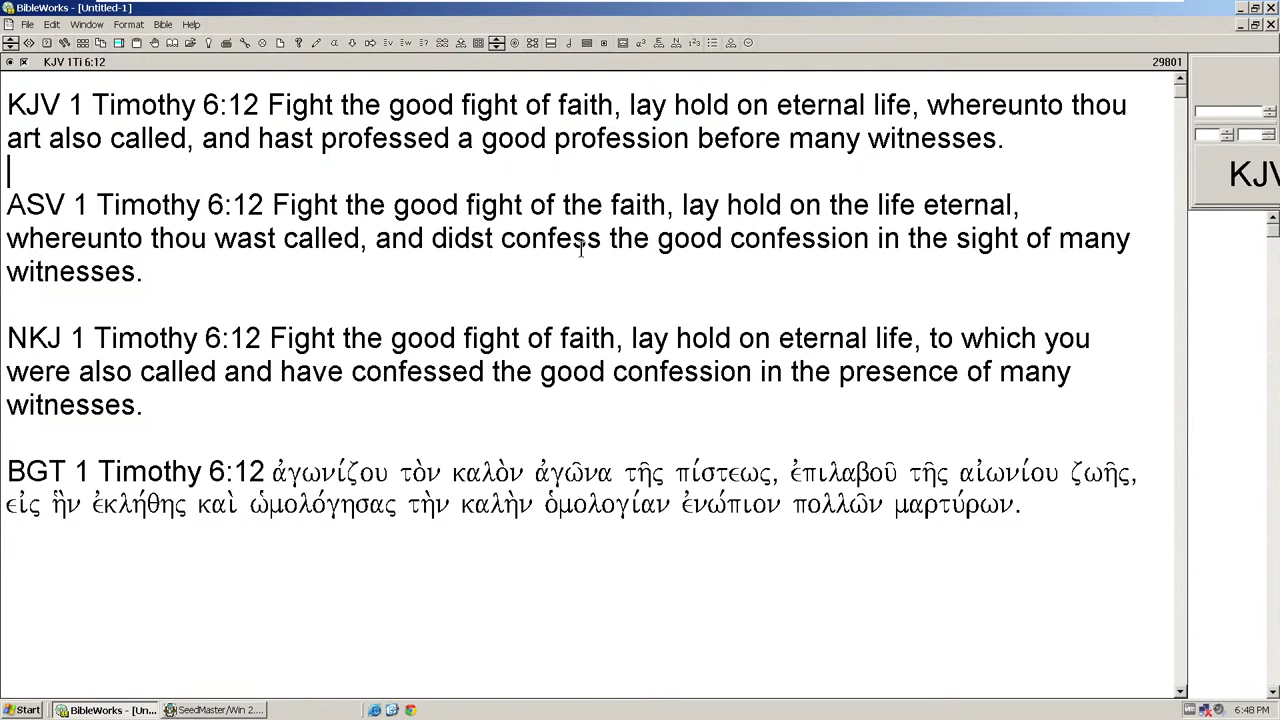 BibleWorks - [Untitled-1]
File Edit Window Format Bible Help
KJV 1Ti 6:12 29801
KJV 1 Timothy 6:12 Fight the good fight of faith, lay hold on eternal life, whereunto thou
art also called, and hast professed a good profession before many witnesses.
ASV 1 Timothy 6:12 Fight the good fight of the faith, lay hold on the life eternal,
whereunto thou wast called, and didst confess the good confession in the sight of many
witnesses.
NKJ 1 Timothy 6:12 Fight the good fight of faith, lay hold on eternal life, to which you
were also called and have confessed the good confession in the presence of many
witnesses.
BGT 1 Timothy 6:12 ἀγωνίζου τὸν καλὸν ἀγῶνα τῆς πίστεως, ἐπιλαβοῦ τῆς αἰωνίου ζωῆς,
εἰς ἣν ἐκλήθης καὶ ὡμολόγησας τὴν καλὴν ὁμολογίαν ἐνώπιον πολλῶν μαρτύρων.
KJV
Start BibleWorks - [Un... SeedMaster/Win 2.... 6:48 PM